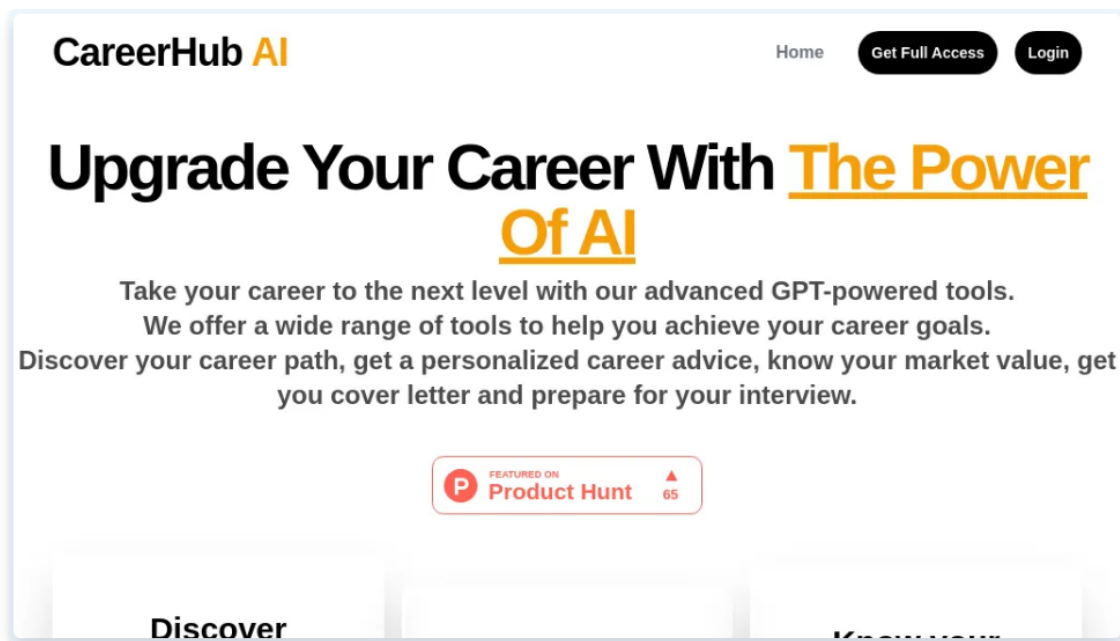 CareerHub AI
Home
Get Full Access
Login
Upgrade Your Career With The Power
Of AI
Take your career to the next level with our advanced GPT-powered tools.
We offer a wide range of tools to help you achieve your career goals.
Discover your career path, get a personalized career advice, know your market value, get
you cover letter and prepare for your interview.
P
FEATURED ON
Product Hunt
▲
65
Discover
Know your